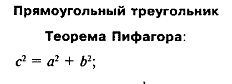 Прямоугольный треугольник
Теорема Пифагора:
c² = a² + b²;